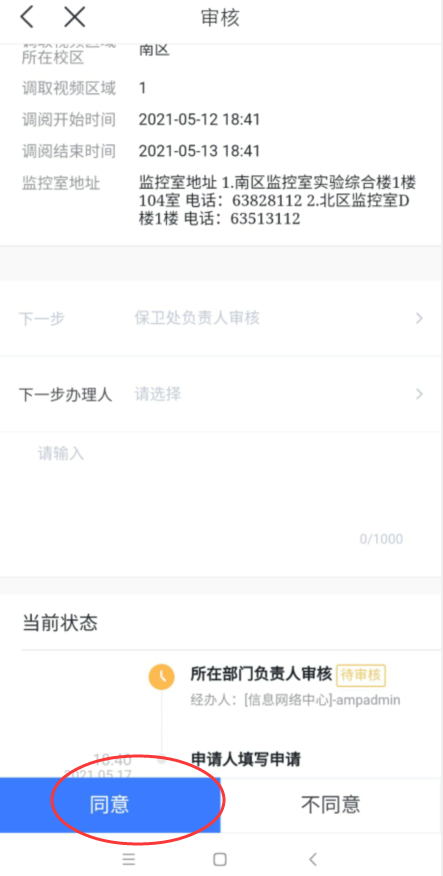 审核
调取视频区域
所在校区
南区
调取视频区域 1
调阅开始时间 2021-05-12 18:41
调阅结束时间 2021-05-13 18:41
监控室地址 监控室地址 1.南区监控室实验综合楼1楼
104室 电话：63828112 2.北区监控室D
楼1楼 电话：63513112
下一步 保卫处负责人审核
下一步办理人 请选择
请输入
0/1000
当前状态
所在部门负责人审核 待审核
经办人：[信息网络中心]-ampadmin
18:40 申请人填写申请
2021.05.17
同意 不同意